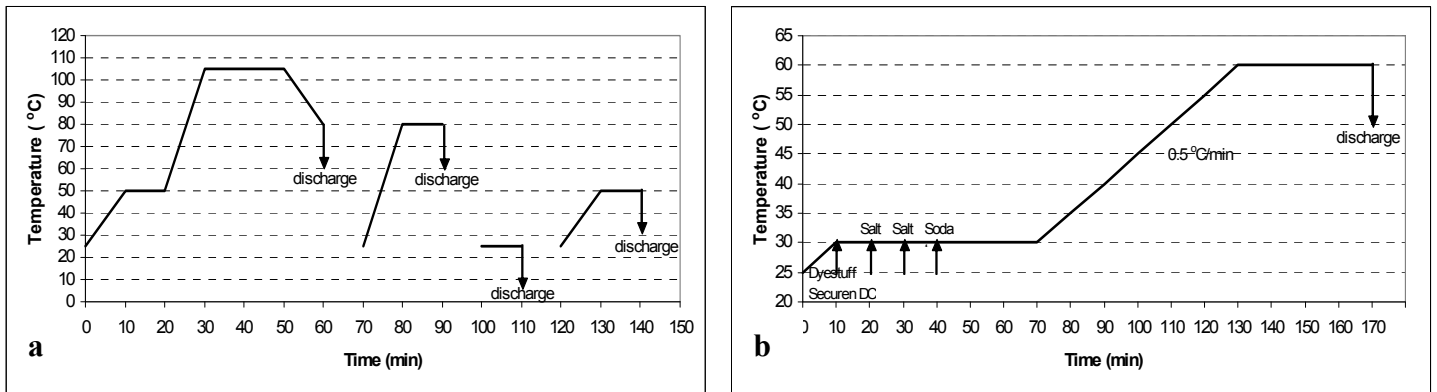 120
110
100
90
80
70
60
50
40
30
20
10
0
Temperature ( °C)
discharge
discharge
discharge
discharge
0 10 20 30 40 50 60 70 80 90 100 110 120 130 140 150
Time (min)
a
65
60
55
50
45
40
35
30
25
20
Temperature ( °C)
discharge
0.5 °C/min
Salt Salt Soda
Dyestuff
Securen DC
0 10 20 30 40 50 60 70 80 90 100 110 120 130 140 150 160 170
Time (min)
b